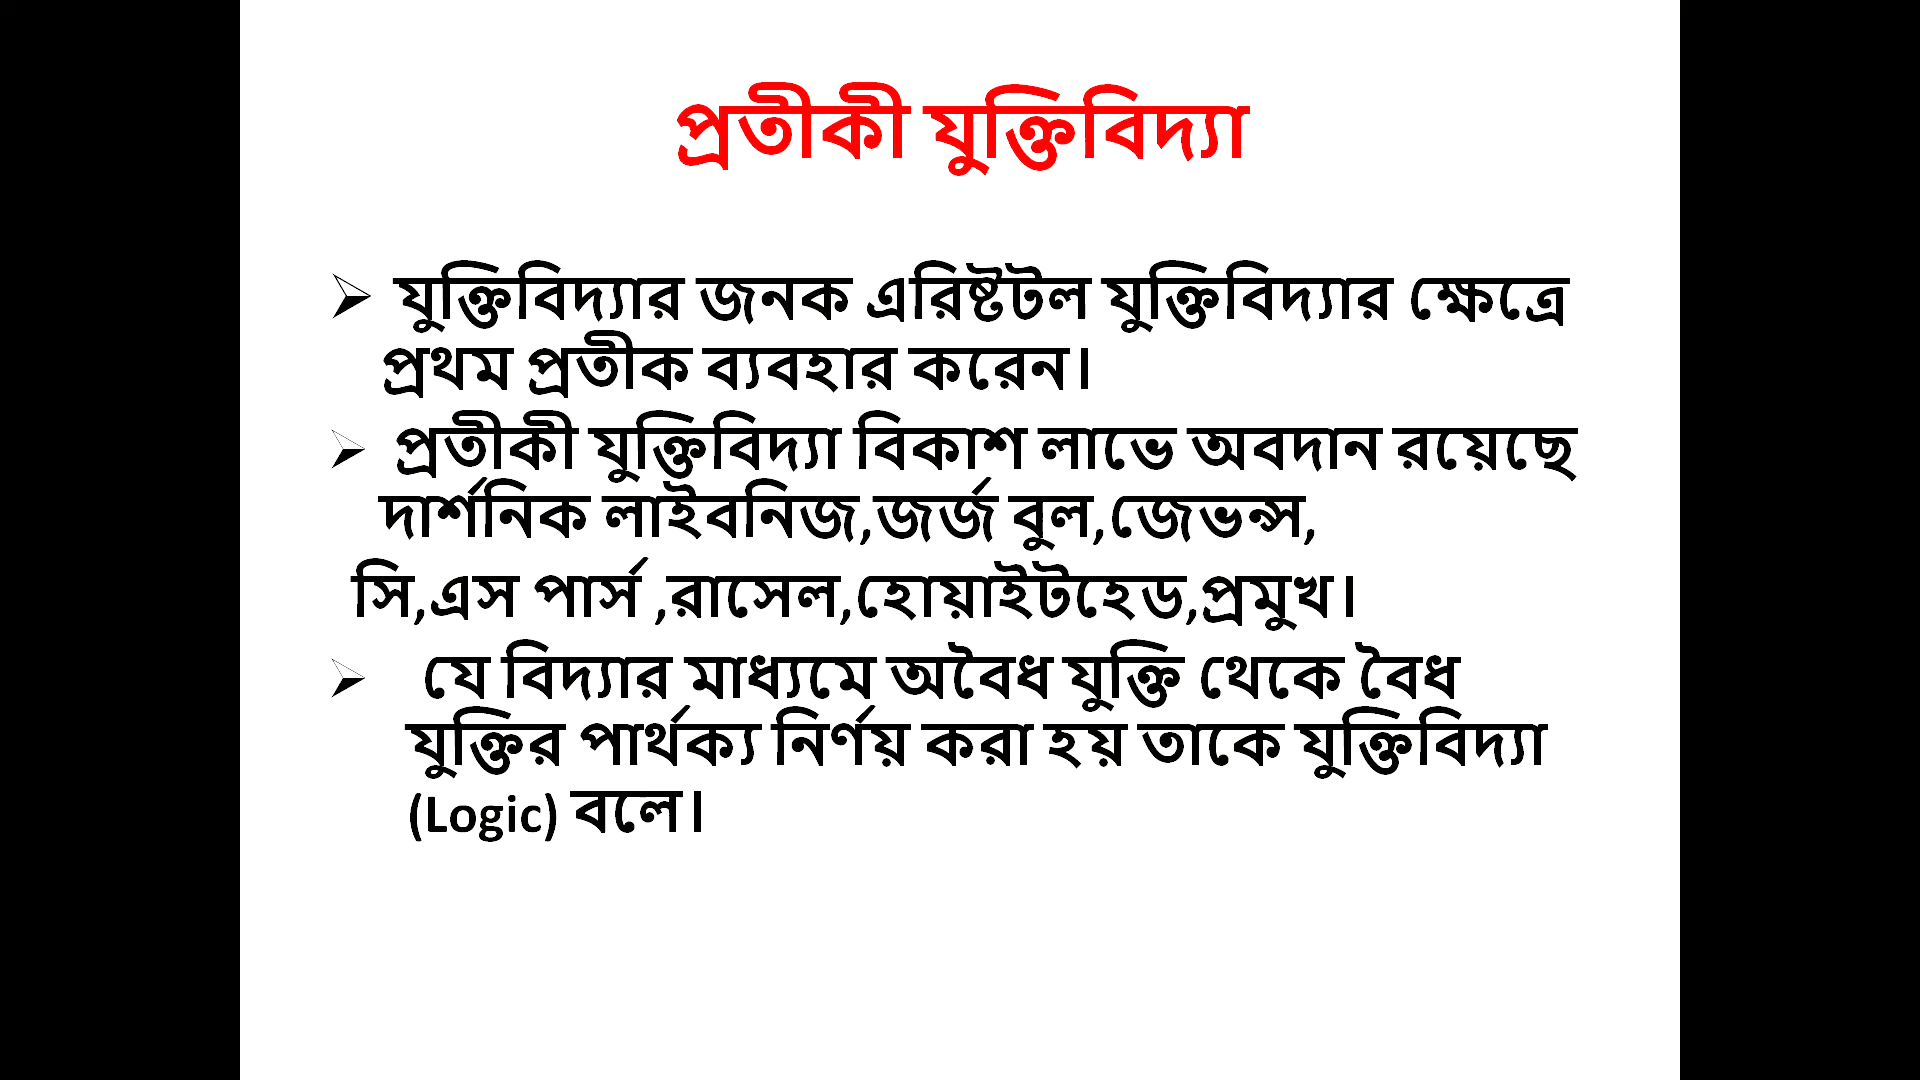 প্রতীকী যুক্তিবিদ্যা
➢ যুক্তিবিদ্যার জনক এরিষ্টটল যুক্তিবিদ্যার ক্ষেত্রে
প্রথম প্রতীক ব্যবহার করেন।
➢ প্রতীকী যুক্তিবিদ্যা বিকাশ লাভে অবদান রয়েছে
দার্শনিক লাইবনিজ,জর্জ বুল,জেভন্স,
সি,এস পার্স ,রাসেল,হোয়াইটহেড,প্রমুখ।
➢ যে বিদ্যার মাধ্যমে অবৈধ যুক্তি থেকে বৈধ
যুক্তির পার্থক্য নির্ণয় করা হয় তাকে যুক্তিবিদ্যা
(Logic) বলে।